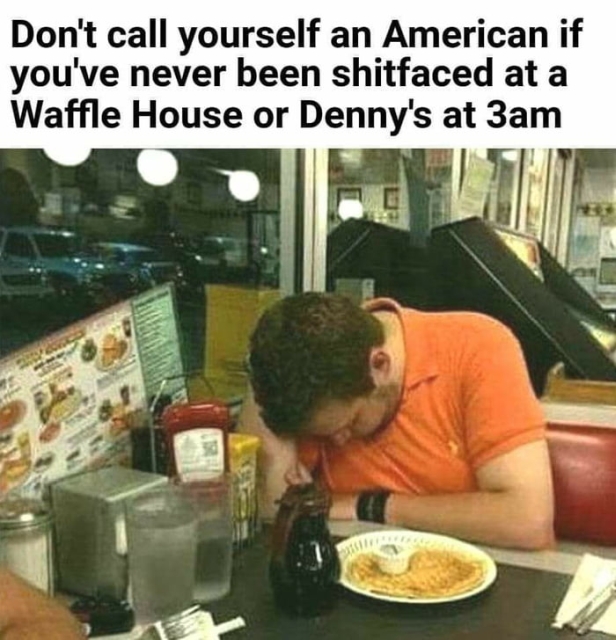 Don't call yourself an American if
you've never been shitfaced at a
Waffle House or Denny's at 3am